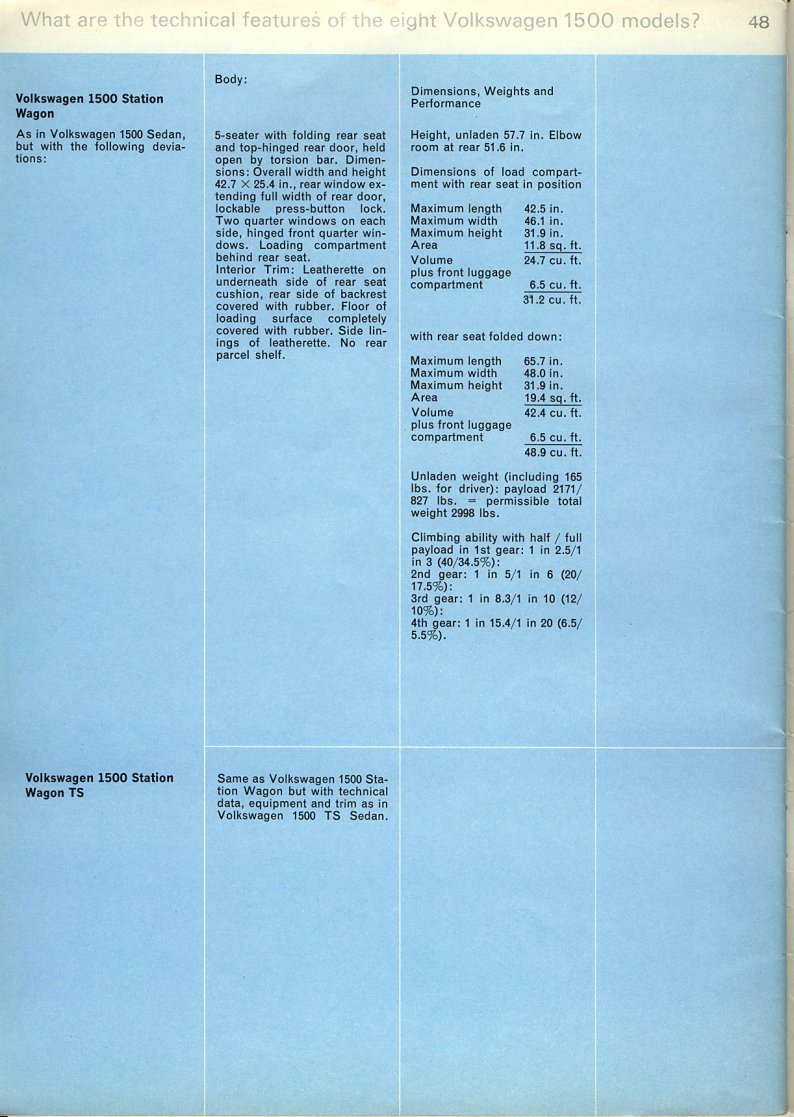 What are the technical features of the eight Volkswagen 1500 models? 48
Volkswagen 1500 Station
Wagon
As in Volkswagen 1500 Sedan,
but with the following devia-
tions:
Body:
5-seater with folding rear seat
and top-hinged rear door, held
open by torsion bar. Dimen-
sions: Overall width and height
42.7 × 25.4 in., rear window ex-
tending full width of rear door,
lockable press-button lock.
Two quarter windows on each
side, hinged front quarter win-
dows. Loading compartment
behind rear seat.
Interior Trim: Leatherette on
underneath side of rear seat
cushion, rear side of backrest
covered with rubber. Floor of
loading surface completely
covered with rubber. Side lin-
ings of leatherette. No rear
parcel shelf.
Dimensions, Weights and
Performance
Height, unladen 57.7 in. Elbow
room at rear 51.6 in.
Dimensions of load compart-
ment with rear seat in position
Maximum length 42.5 in.
Maximum width 46.1 in.
Maximum height 31.9 in.
Area 11.8 sq. ft.
Volume 24.7 cu. ft.
plus front luggage
compartment 6.5 cu. ft.
31.2 cu. ft.
with rear seat folded down:
Maximum length 65.7 in.
Maximum width 48.0 in.
Maximum height 31.9 in.
Area 19.4 sq. ft.
Volume 42.4 cu. ft.
plus front luggage
compartment 6.5 cu. ft.
48.9 cu. ft.
Unladen weight (including 165
lbs. for driver): payload 2171/
827 lbs. = permissible total
weight 2998 lbs.
Climbing ability with half / full
payload in 1st gear: 1 in 2.5/1
in 3 (40/34.5%):
2nd gear: 1 in 5/1 in 6 (20/
17.5%):
3rd gear: 1 in 8.3/1 in 10 (12/
10%):
4th gear: 1 in 15.4/1 in 20 (6.5/
5.5%).
Volkswagen 1500 Station
Wagon TS
Same as Volkswagen 1500 Sta-
tion Wagon but with technical
data, equipment and trim as in
Volkswagen 1500 TS Sedan.